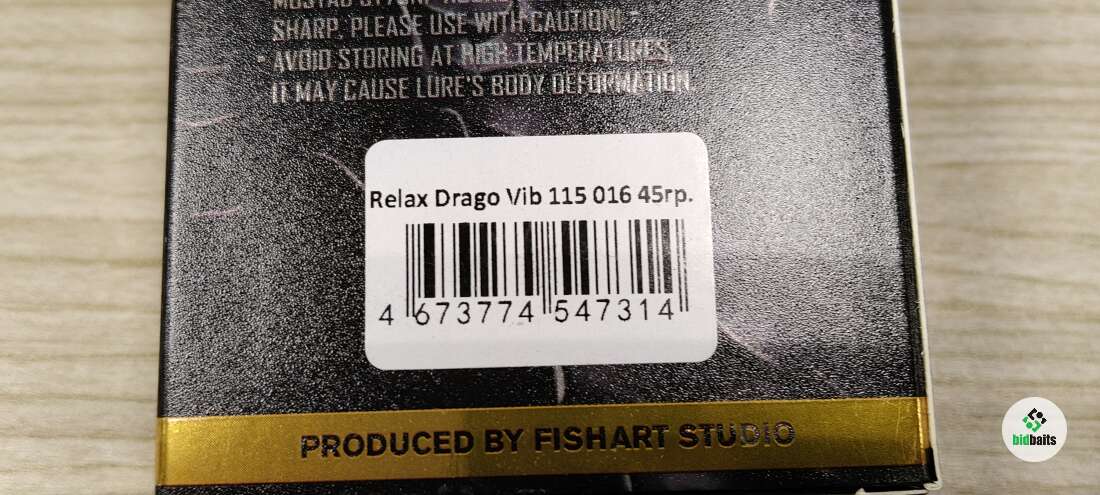 SHARP. PLEASE USE WITH CAUTION!
* AVOID STORING AT HIGH TEMPERATURES,
IT MAY CAUSE LURE'S BODY DEFORMATION.
Relax Drago Vib 115 016 45гр.
4 673774 547314
PRODUCED BY FISHART STUDIO
bidbaits